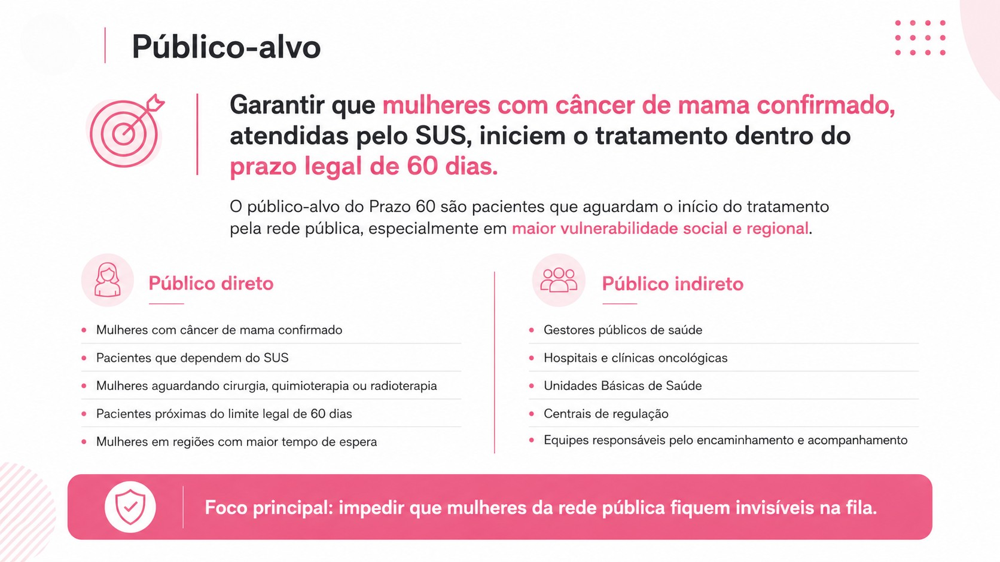 Público-alvo
Garantir que mulheres com câncer de mama confirmado,
atendidas pelo SUS, iniciem o tratamento dentro do
prazo legal de 60 dias.
O público-alvo do Prazo 60 são pacientes que aguardam o início do tratamento
pela rede pública, especialmente em maior vulnerabilidade social e regional.
Público direto
Mulheres com câncer de mama confirmado
Pacientes que dependem do SUS
Mulheres aguardando cirurgia, quimioterapia ou radioterapia
Pacientes próximas do limite legal de 60 dias
Mulheres em regiões com maior tempo de espera
Público indireto
Gestores públicos de saúde
Hospitais e clínicas oncológicas
Unidades Básicas de Saúde
Centrais de regulação
Equipes responsáveis pelo encaminhamento e acompanhamento
Foco principal: impedir que mulheres da rede pública fiquem invisíveis na fila.